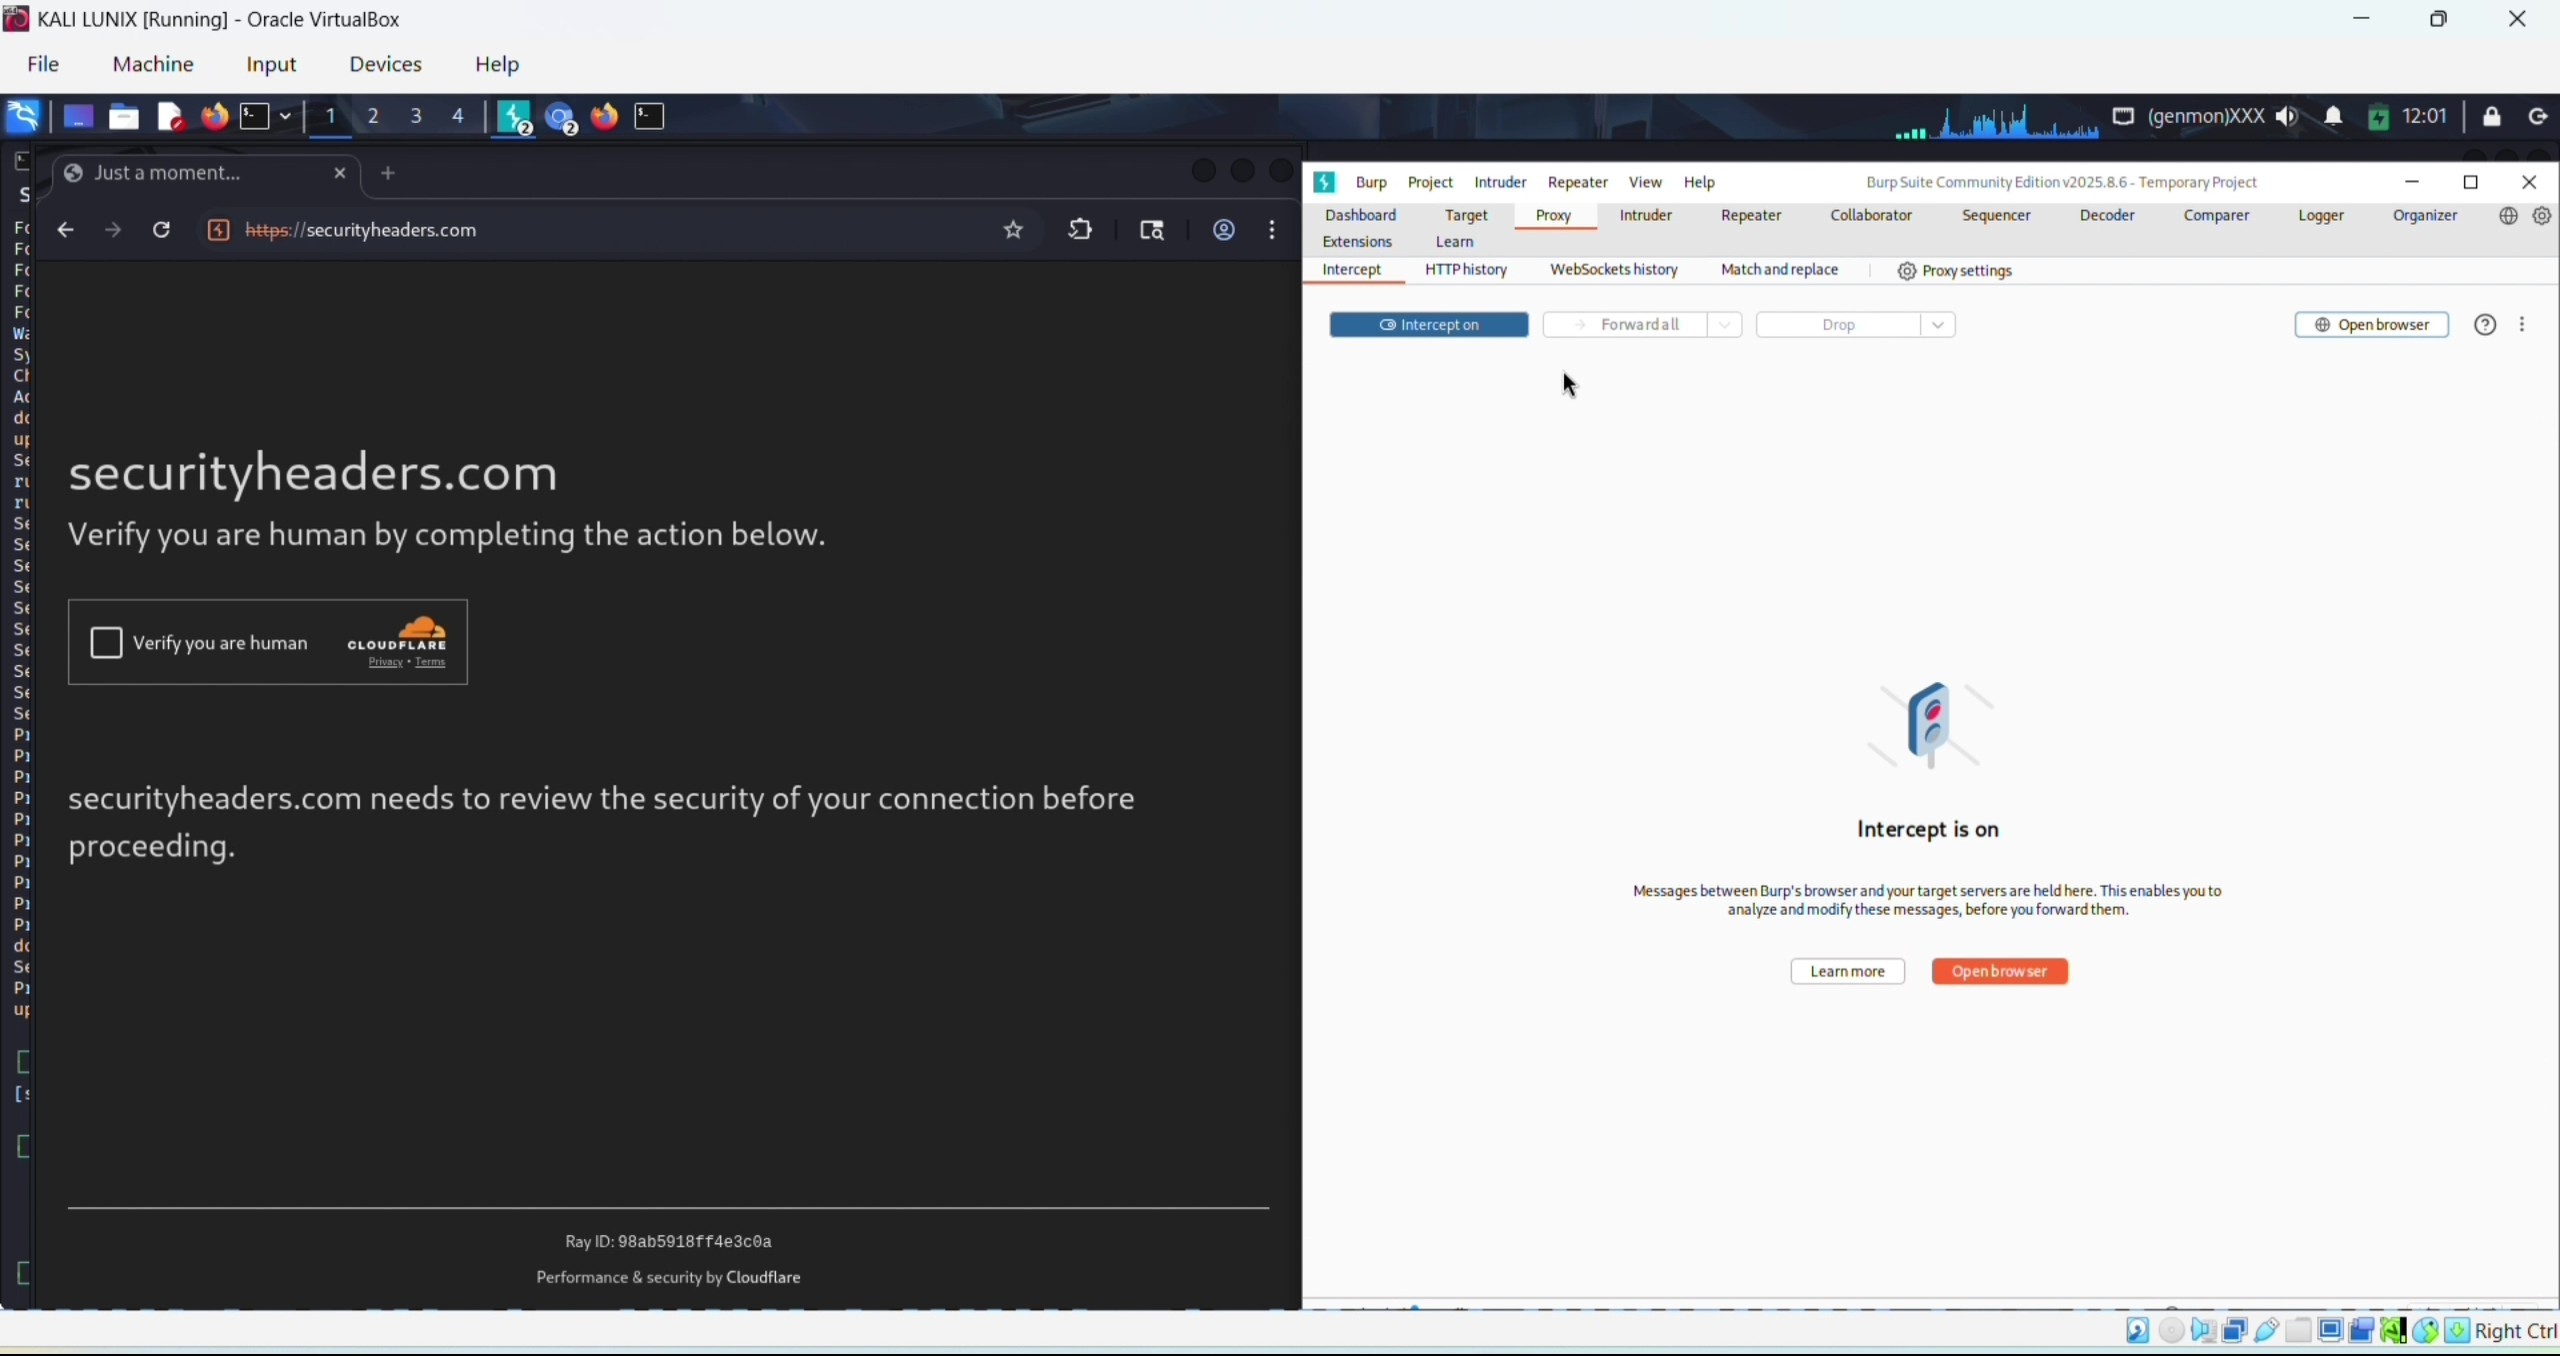 KALI LUNIX [Running] - Oracle VirtualBox
File Machine Input Devices Help
1 2 3 4 2 2 (genmon)XXX 12:01
Just a moment...
https://securityheaders.com
securityheaders.com
Verify you are human by completing the action below.
Verify you are human
CLOUDFLARE
Privacy • Terms
securityheaders.com needs to review the security of your connection before
proceeding.
Ray ID: 98ab5918ff4e3c0a
Performance & security by Cloudflare
Burp Project Intruder Repeater View Help Burp Suite Community Edition v2025.8.6 - Temporary Project
Dashboard Target Proxy Intruder Repeater Collaborator Sequencer Decoder Comparer Logger Organizer
Extensions Learn
Intercept HTTP history WebSockets history Match and replace Proxy settings
Intercept on Forward all Drop Open browser
Intercept is on
Messages between Burp's browser and your target servers are held here. This enables you to
analyze and modify these messages, before you forward them.
Learn more Open browser
Right Ctrl